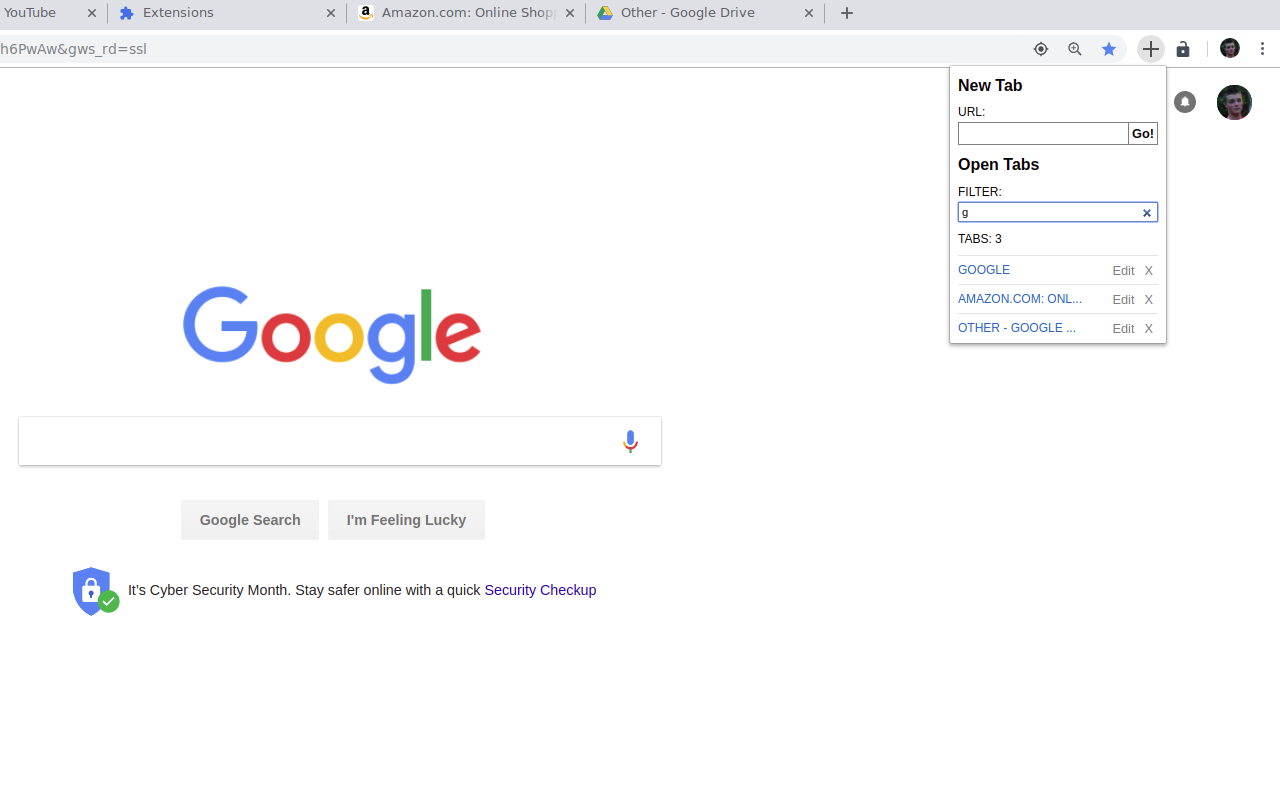 YouTube
Extensions
Amazon.com: Online Shop
Other - Google Drive
h6PwAw&gws_rd=ssl
New Tab
URL:
Go!
Open Tabs
FILTER:
g
TABS: 3
GOOGLE Edit X
AMAZON.COM: ONL... Edit X
OTHER - GOOGLE ... Edit X
Google
Google Search
I'm Feeling Lucky
It's Cyber Security Month. Stay safer online with a quick Security Checkup